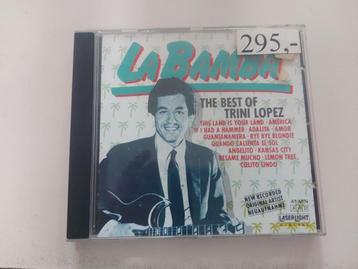 295,-
LA BAMBA
THE BEST OF
TRINI LOPEZ
THIS LAND IS YOUR LAND · AMERICA
IF I HAD A HAMMER · ADALITA · AMOR
GUANTANAMERA · BYE BYE BLONDIE
QUANDO CALIENTA EL SOL
ANGELITO · KANSAS CITY
BESAME MUCHO · LEMON TREE
CIELITO LINDO
NEW RECORDED
ORIGINAL ARTIST
NEUAUFNAHME
LASERLIGHT